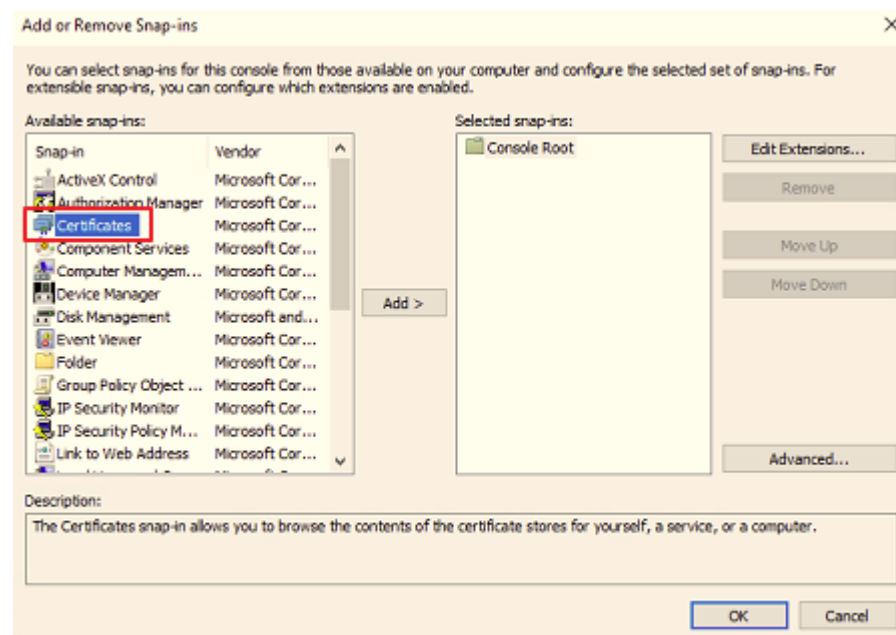 Add or Remove Snap-ins
You can select snap-ins for this console from those available on your computer and configure the selected set of snap-ins. For
extensible snap-ins, you can configure which extensions are enabled.
Available snap-ins:
Selected snap-ins:
Snap-in Vendor
ActiveX Control Microsoft Cor...
Authorization Manager Microsoft Cor...
Certificates Microsoft Cor...
Component Services Microsoft Cor...
Computer Managem... Microsoft Cor...
Device Manager Microsoft Cor...
Disk Management Microsoft and...
Event Viewer Microsoft Cor...
Folder Microsoft Cor...
Group Policy Object ... Microsoft Cor...
IP Security Monitor Microsoft Cor...
IP Security Policy M... Microsoft Cor...
Link to Web Address Microsoft Cor...
Add >
Console Root
Edit Extensions...
Remove
Move Up
Move Down
Advanced...
Description:
The Certificates snap-in allows you to browse the contents of the certificate stores for yourself, a service, or a computer.
OK
Cancel